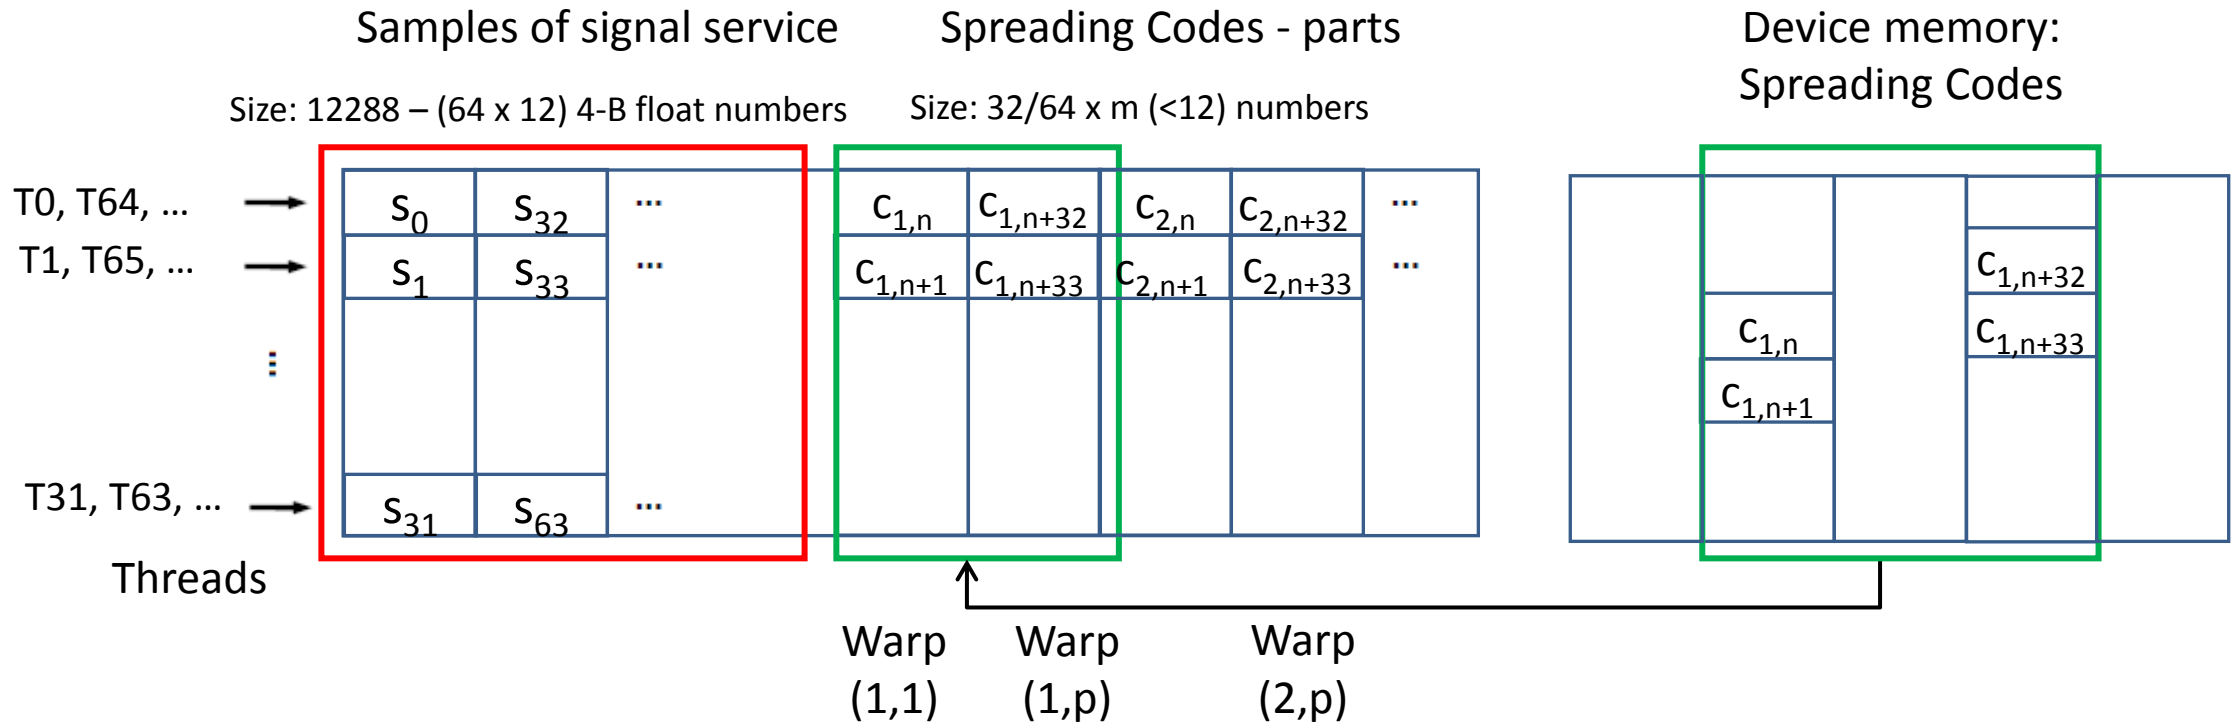 Samples of signal service Spreading Codes - parts Device memory:
Spreading Codes
Size: 12288 – (64 x 12) 4-B float numbers Size: 32/64 x m (<12) numbers
T0, T64, ... s0 s32 ... c1,n c1,n+32 c2,n c2,n+32 ...
T1, T65, ... s1 s33 ... c1,n+1 c1,n+33 c2,n+1 c2,n+33 ... c1,n+32
c1,n c1,n+33
⋮ c1,n+1
T31, T63, ... s31 s63 ...
Threads
Warp Warp Warp
(1,1) (1,p) (2,p)